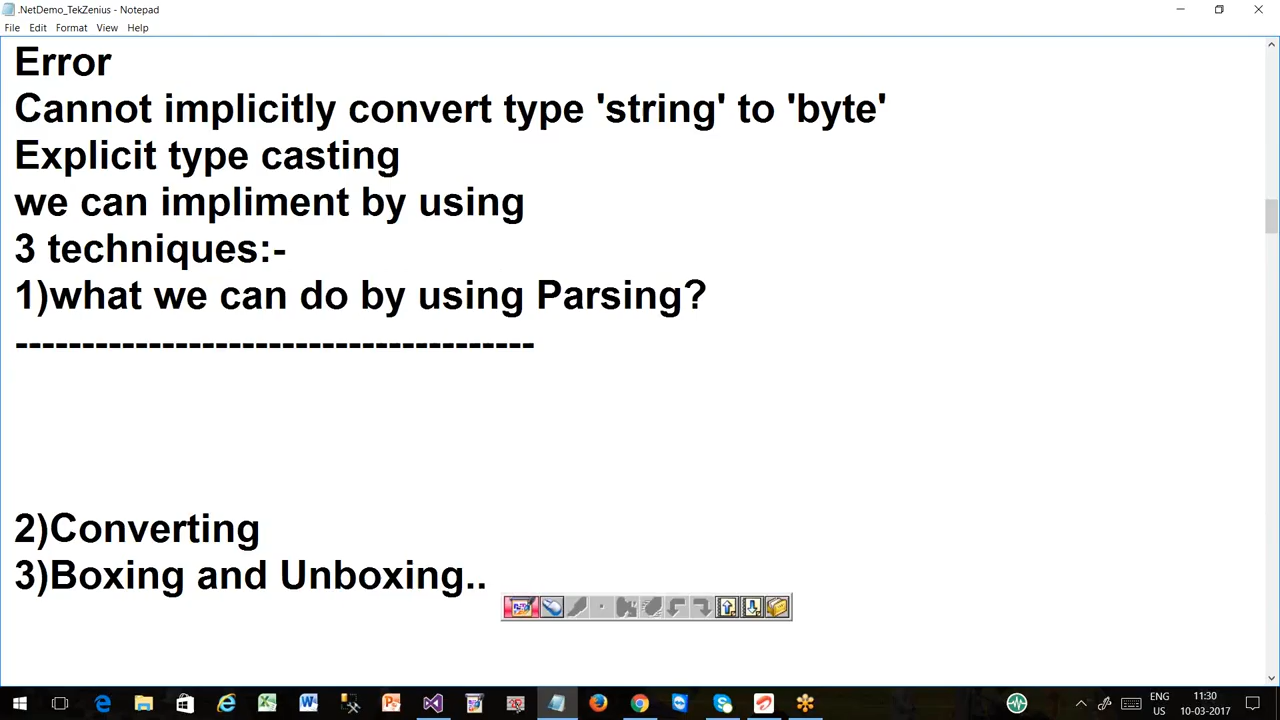 .NetDemo_TekZenius - Notepad
File Edit Format View Help
Error
Cannot implicitly convert type 'string' to 'byte'
Explicit type casting
we can impliment by using
3 techniques:-
1)what we can do by using Parsing?
---------------------------------------
2)Converting
3)Boxing and Unboxing..
ENG 11:30
US 10-03-2017